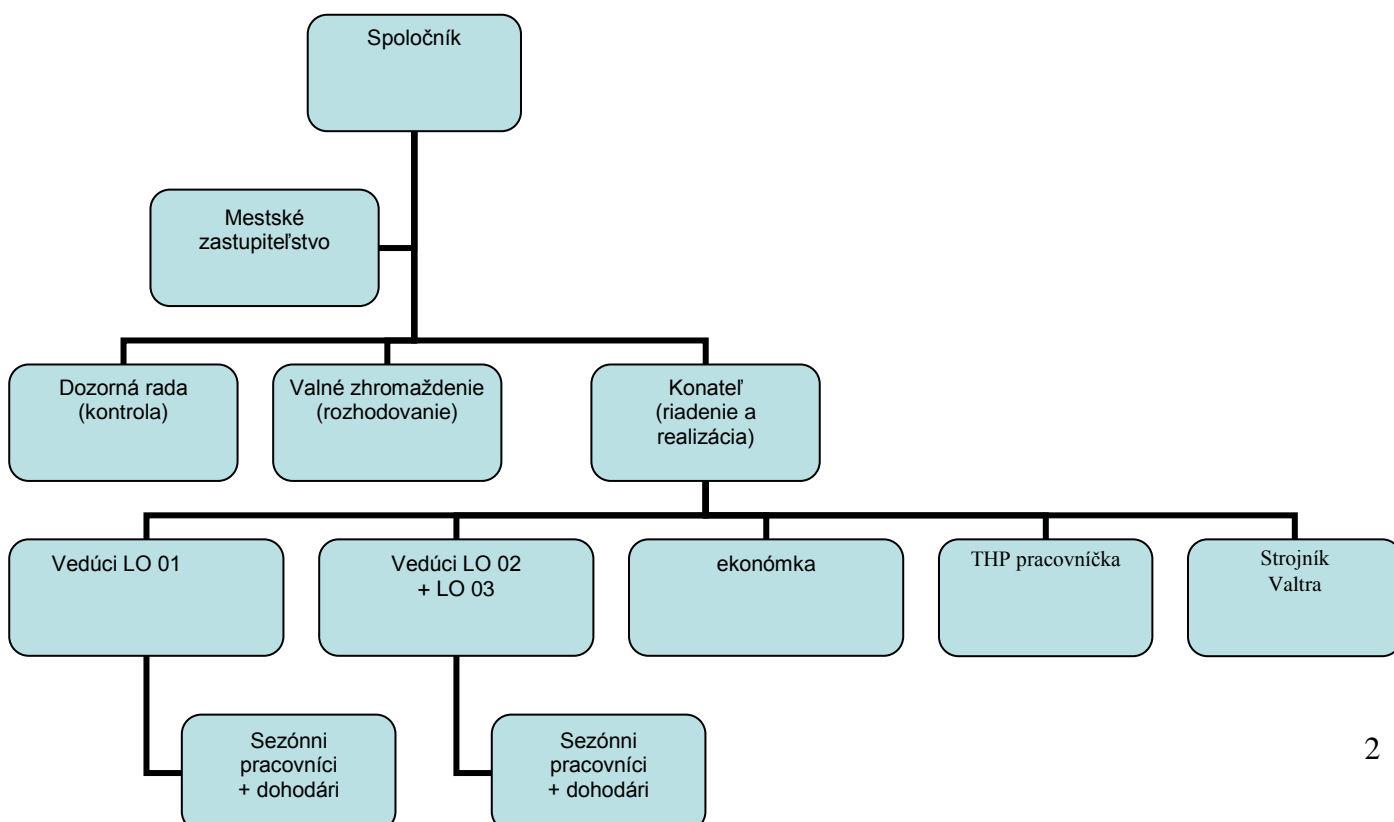 Spoločník
Mestské
zastupiteľstvo
Dozorná rada
(kontrola)
Valné zhromaždenie
(rozhodovanie)
Konateľ
(riadenie a
realizácia)
Vedúci LO 01
Vedúci LO 02
+ LO 03
ekonómka
THP pracovníčka
Strojník
Valtra
Sezónni
pracovníci
+ dohodári
Sezónni
pracovníci
+ dohodári
2